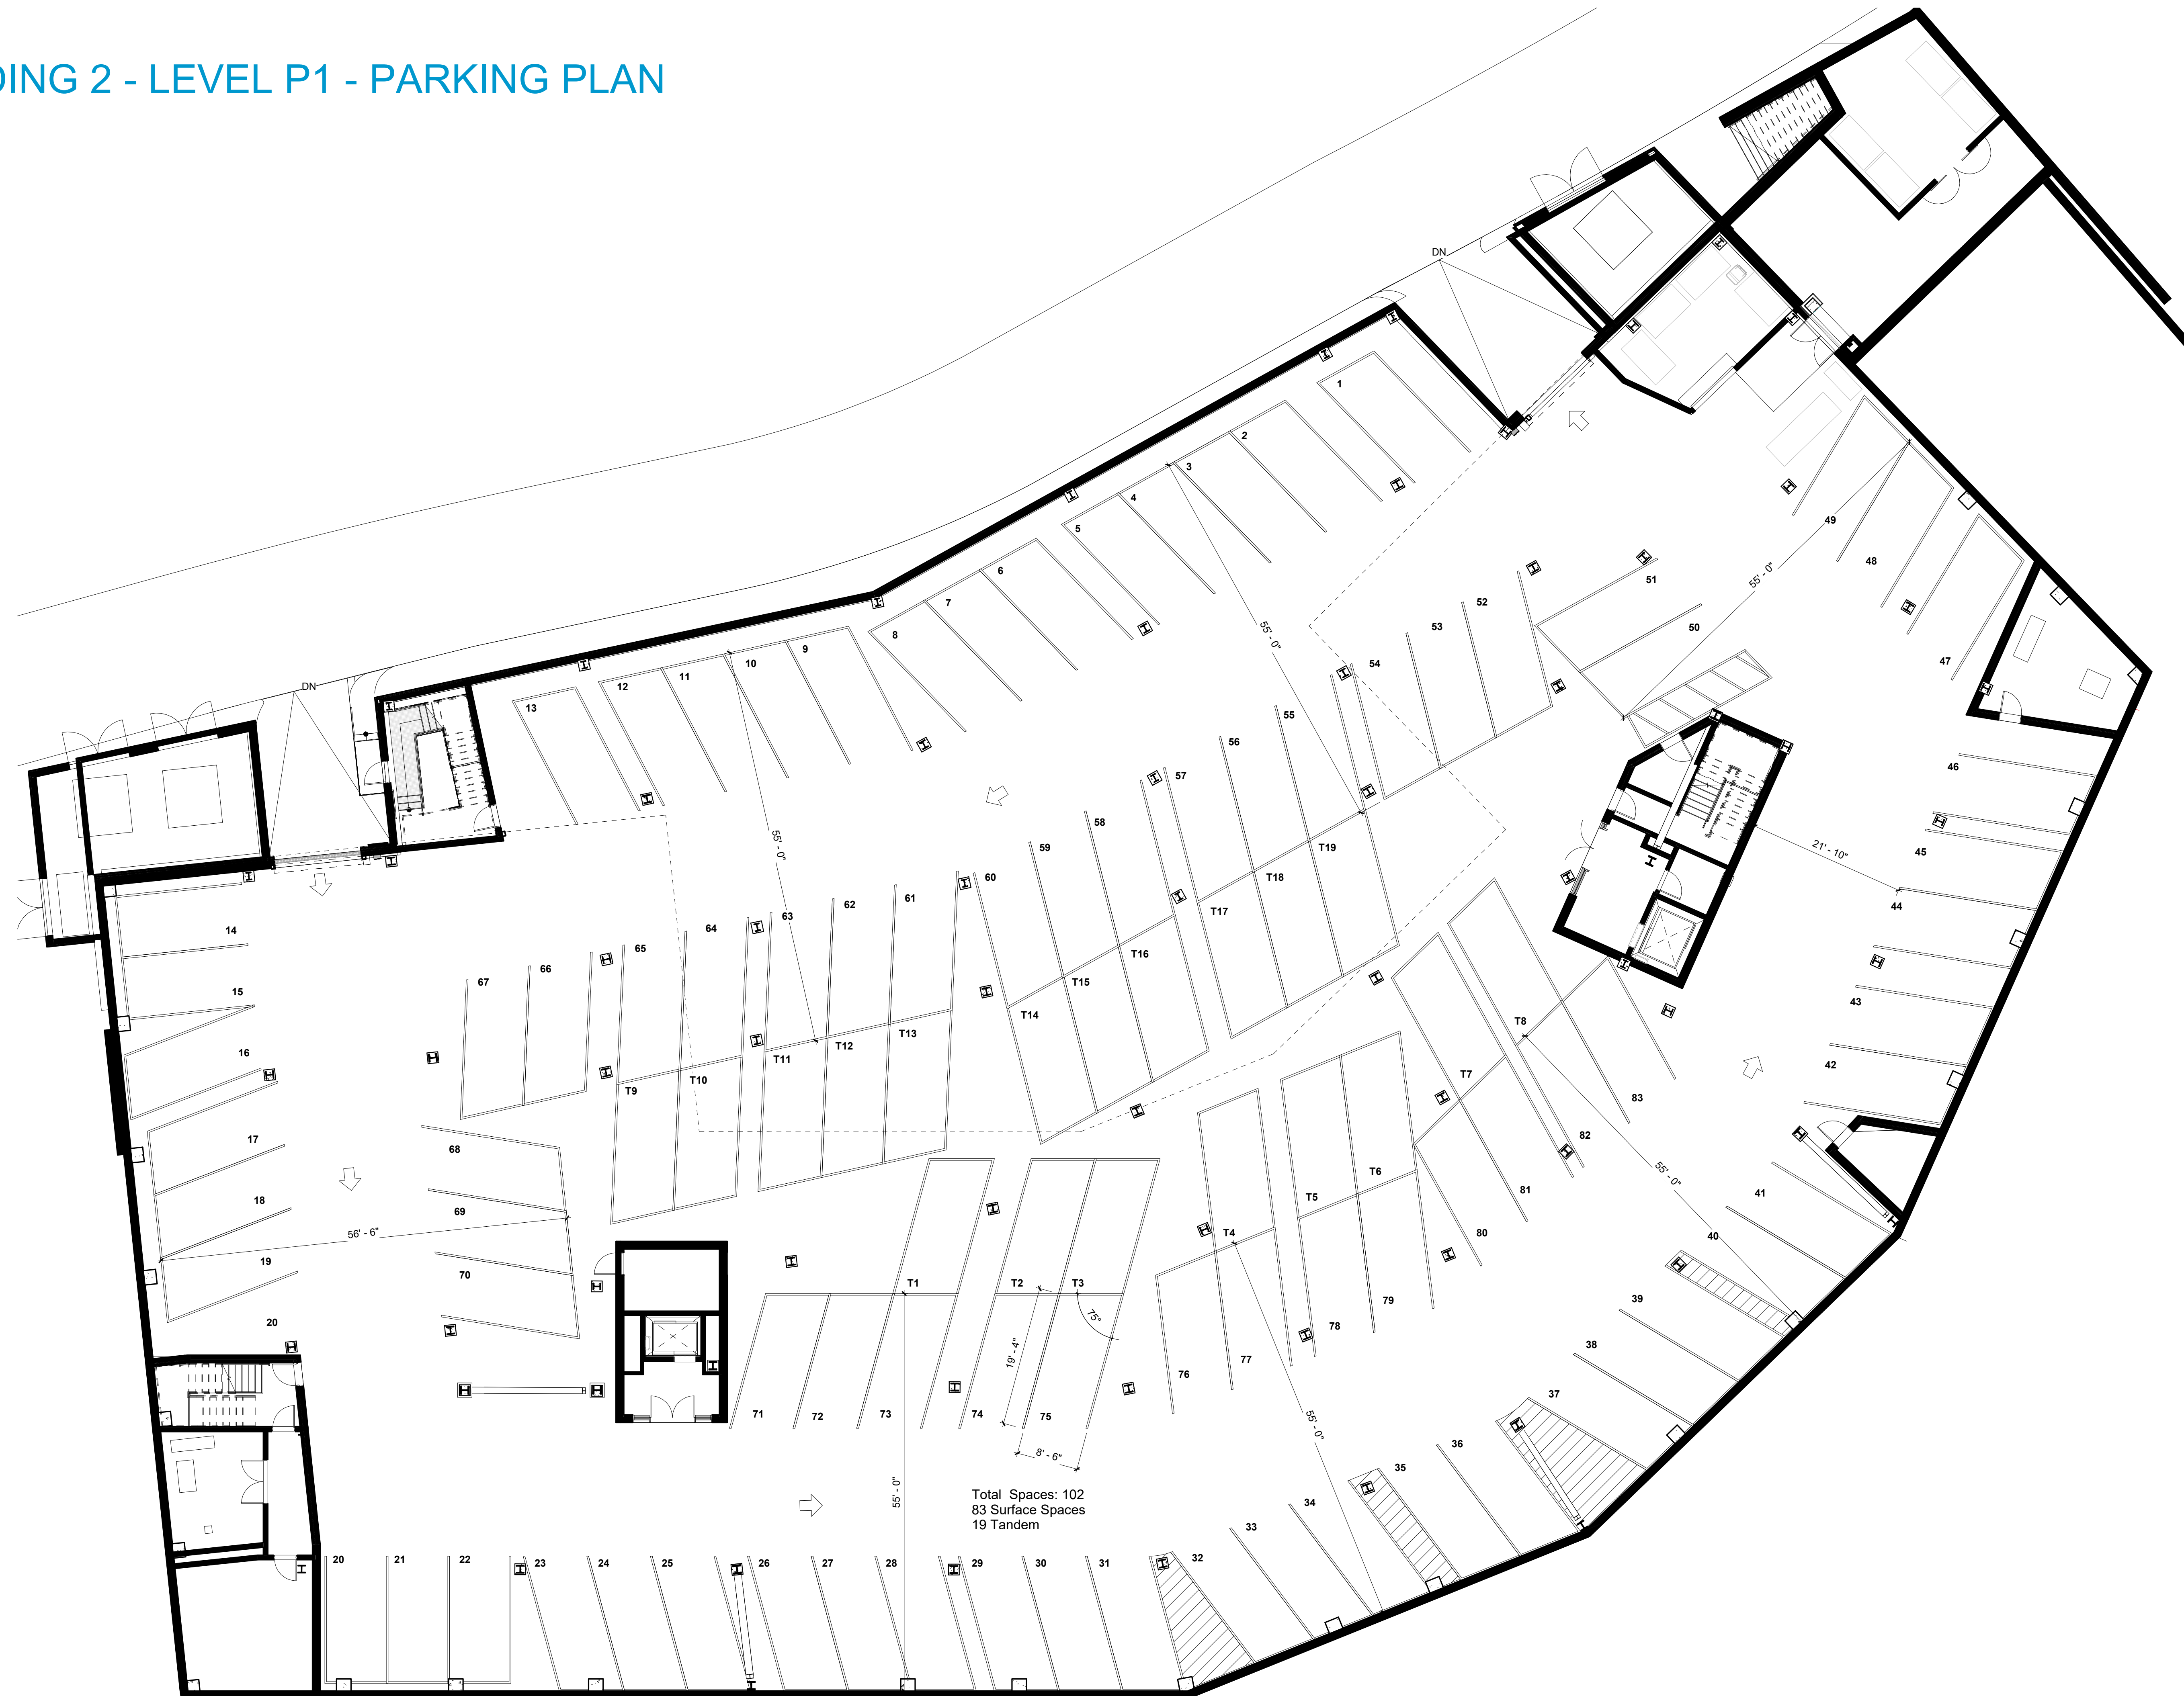 DING 2 - LEVEL P1 - PARKING PLAN
DN
1
2
3
4
5
6
7
8
9
10
11
12
13
DN
14
15
16
17
18
19
20
49
48
47
46
45
44
43
42
41
40
39
38
37
36
35
34
33
32
51
50
52
53
54
55
56
57
58
59
60
61
62
63
64
65
66
67
68
69
70
T19
T18
T17
T16
T15
T14
T13
T12
T11
T10
T9
T8
T7
T6
T5
T4
T3
T2
T1
83
82
81
80
79
78
77
76
75
74
73
72
71
55' - 0"
55' - 0"
55' - 0"
21' - 10"
55' - 0"
56' - 6"
75°
19' - 4"
8' - 6"
55' - 0"
55' - 0"
Total Spaces: 102
83 Surface Spaces
19 Tandem
20
21
22
23
24
25
26
27
28
29
30
31